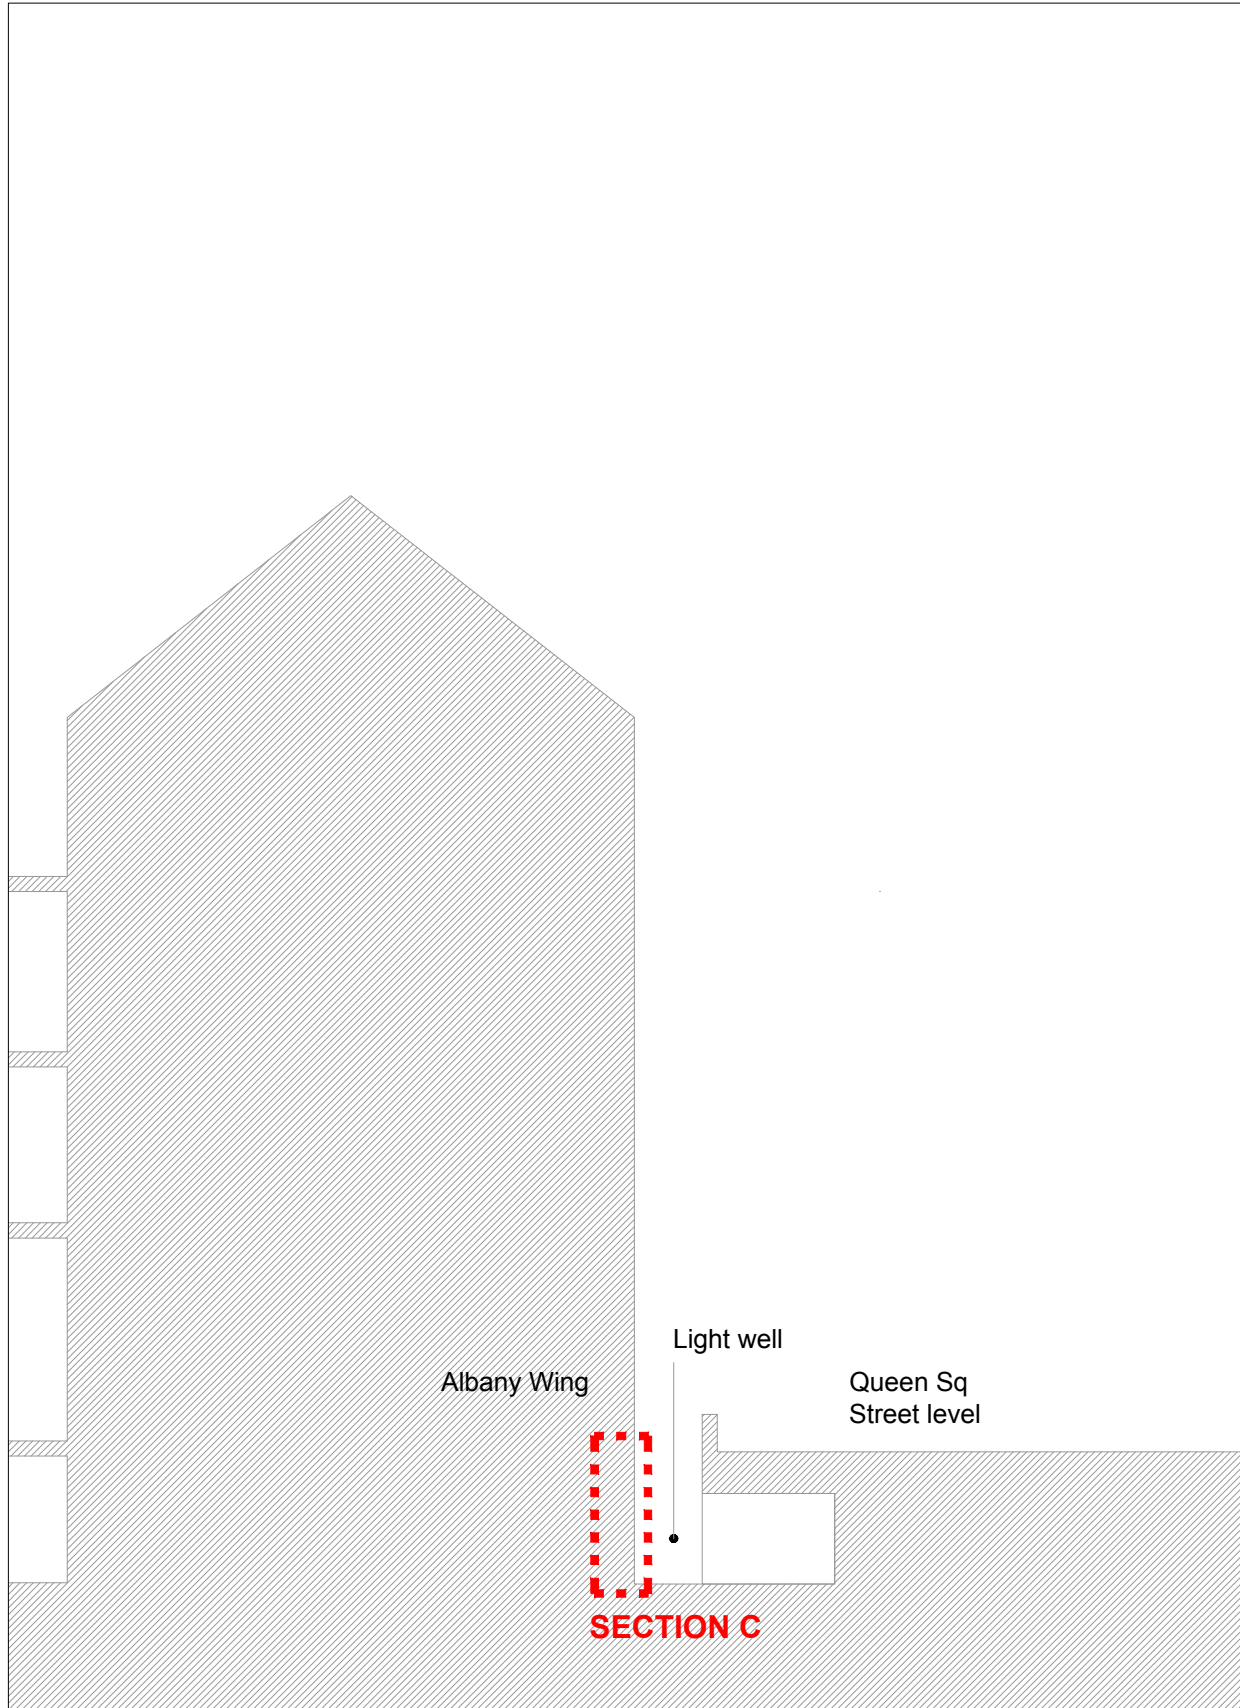 Light well
Albany Wing
Queen Sq
Street level
SECTION C